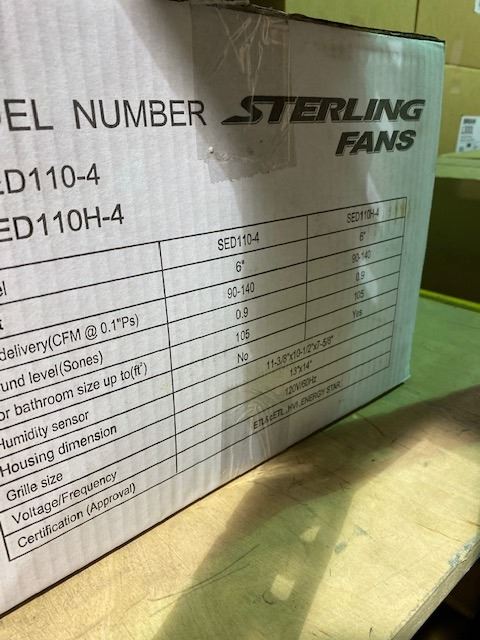 DEL NUMBER STERLING
FANS
ED110-4
ED110H-4
el SED110-4 SED110H-4
t 6" 6"
delivery(CFM @ 0.1"Ps) 90-140 90-140
und level(Sones) 0.9 0.9
or bathroom size up to(ft²) 105 105
Humidity sensor No Yes
Housing dimension 11-3/8"x10-1/2"x7-5/8"
Grille size 13"x14"
Voltage/Frequency 120V/60Hz
Certification (Approval) ETL&cETL ,HVI ,ENERGY STAR